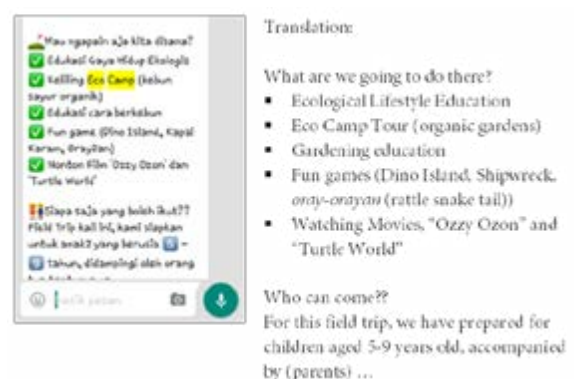 Mau ngapain aja kita disana?
Edukasi Gaya Hidup Ekologis
Keliling Eco Camp (kebun
sayur organik)
Edukasi cara berkebun
Fun game (Dino Island, Kapal
Karam, Orayan)
Nonton Film 'Ozzy Ozon' dan
'Turtle World'
Siapa
yang boleh ikut??
Field Trip kali ini, kami siapkan
untuk anak2 yang berusia 5 -
tahun, didampingi oleh orang
Translation:
What are we going to do there?
▪ Ecological Lifestyle Education
▪ Eco Camp Tour (organic gardens)
▪ Gardening education
▪ Fun games (Dino Island, Shipwreck,
oray-orayan (rattle snake tail))
▪ Watching Movies, "Ozzy Ozon" and
"Turtle World"
Who can come??
For this field trip, we have prepared for
children aged 5-9 years old, accompanied
by (parents) …